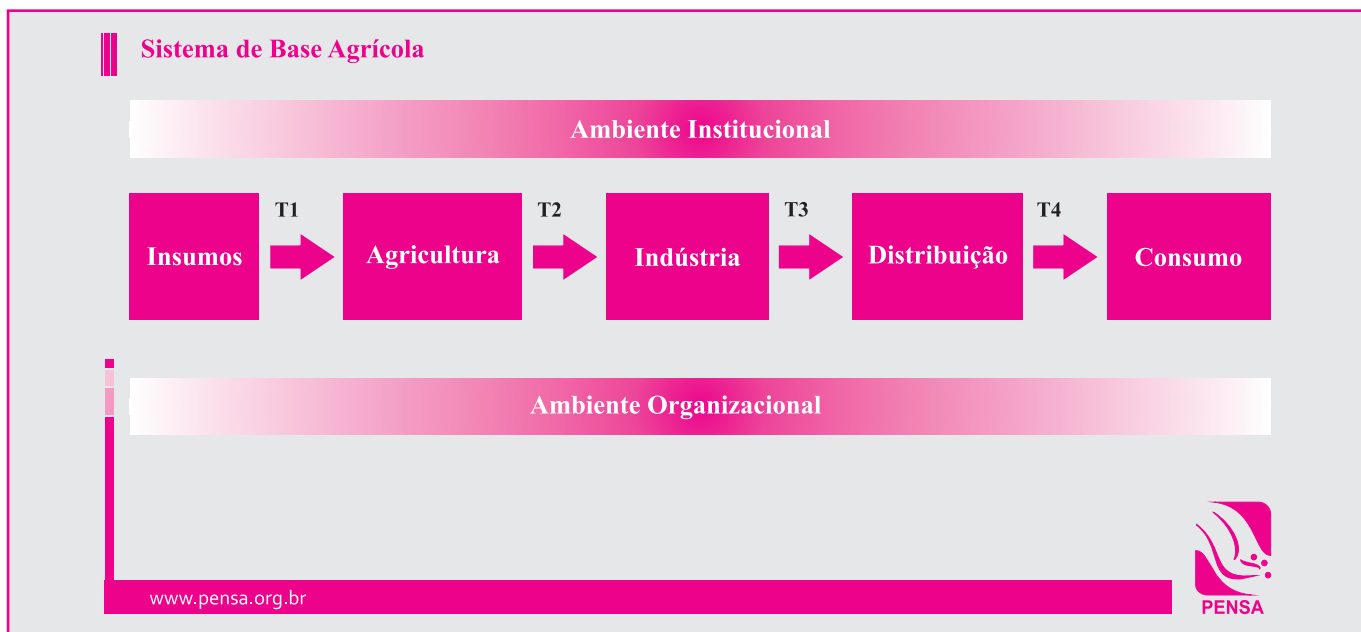 Sistema de Base Agrícola
Ambiente Institucional
T1
T2
T3
T4
Insumos
Agricultura
Indústria
Distribuição
Consumo
Ambiente Organizacional
www.pensa.org.br
PENSA